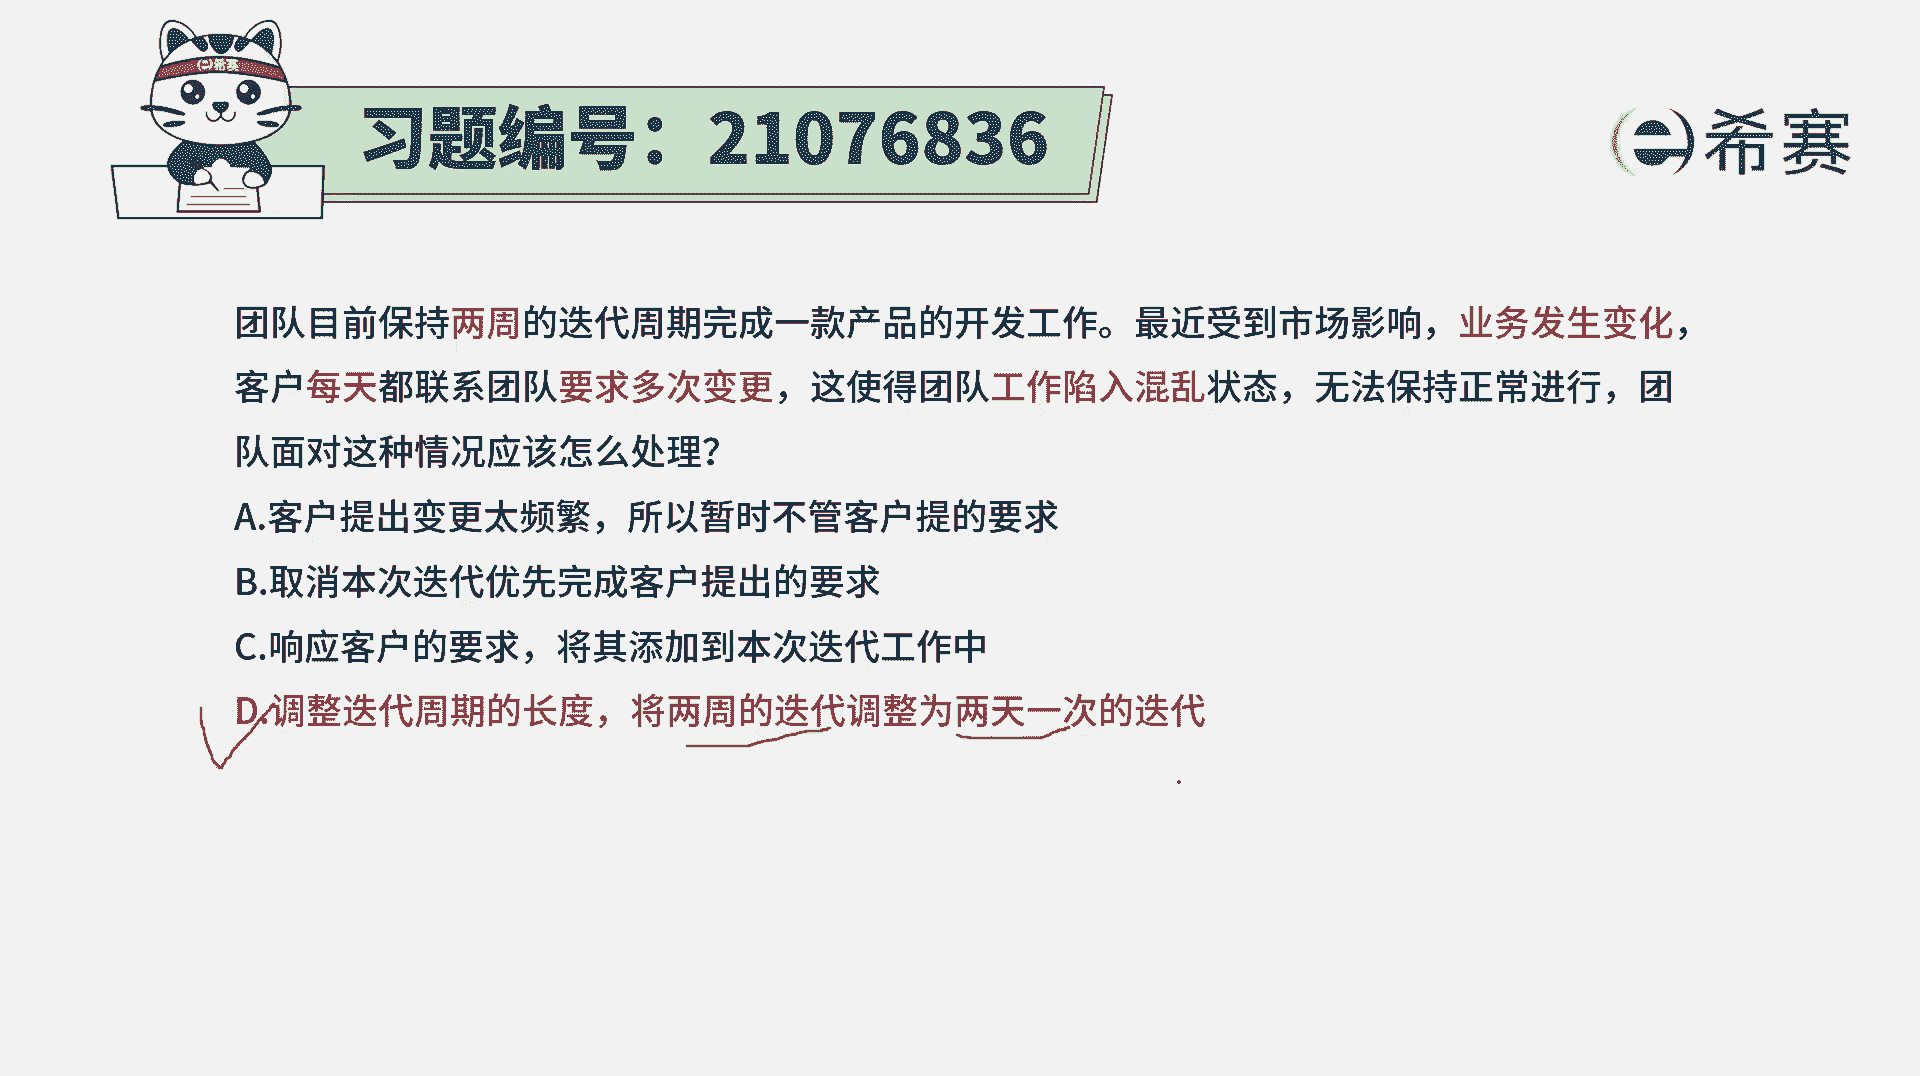 e希赛
习题编号：21076836
e希赛
团队目前保持两周的迭代周期完成一款产品的开发工作。最近受到市场影响，业务发生变化，
客户每天都联系团队要求多次变更，这使得团队工作陷入混乱状态，无法保持正常进行，团
队面对这种情况应该怎么处理？
A.客户提出变更太频繁，所以暂时不管客户提的要求
B.取消本次迭代优先完成客户提出的要求
C.响应客户的要求，将其添加到本次迭代工作中
D.调整迭代周期的长度，将两周的迭代调整为两天一次的迭代